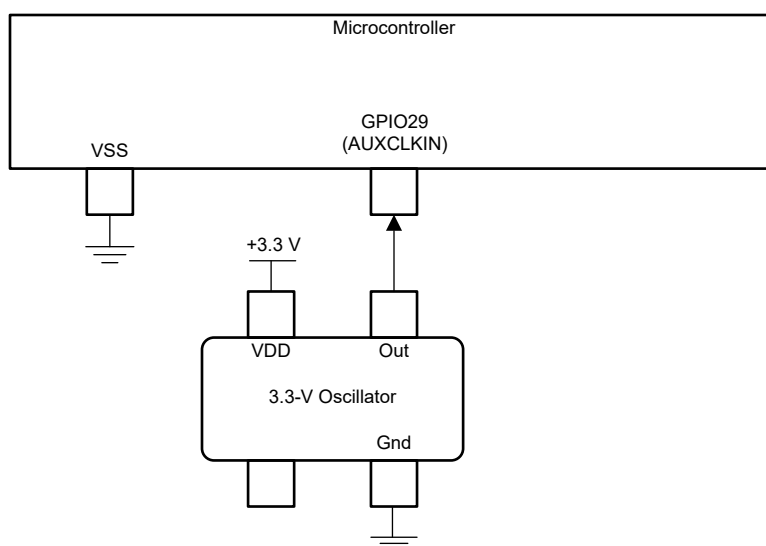 Microcontroller
GPIO29
(AUXCLKIN)
VSS
+3.3 V
VDD
Out
3.3-V Oscillator
Gnd